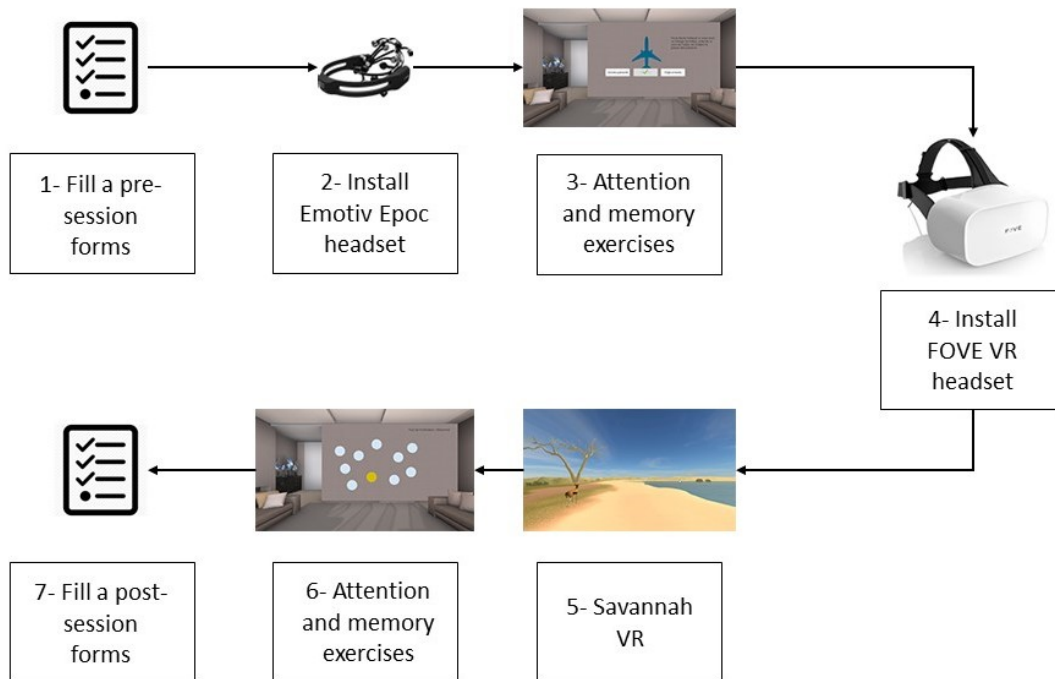 1- Fill a pre-
session
forms
2- Install
Emotiv Epoc
headset
3- Attention
and memory
exercises
FOVE
4- Install
FOVE VR
headset
5- Savannah
VR
6- Attention
and memory
exercises
7- Fill a post-
session
forms